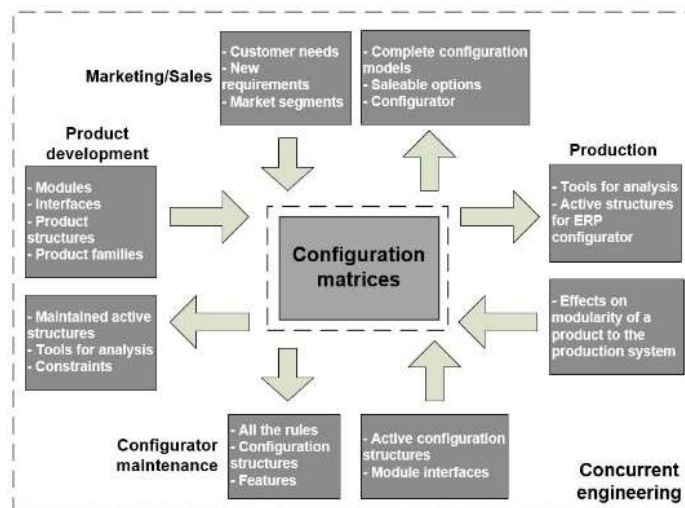 Marketing/Sales
- Customer needs
- New
requirements
- Market segments
- Complete configuration
models
- Saleable options
- Configurator
Product
development
- Modules
- Interfaces
- Product
structures
- Product families
Production
- Tools for analysis
- Active structures
for ERP
configurator
Configuration
matrices
- Maintained active
structures
- Tools for analysis
- Constraints
- Effects on
modularity of a
product to the
production system
Configurator
maintenance
- All the rules
- Configuration
structures
- Features
- Active configuration
structures
- Module interfaces
Concurrent
engineering